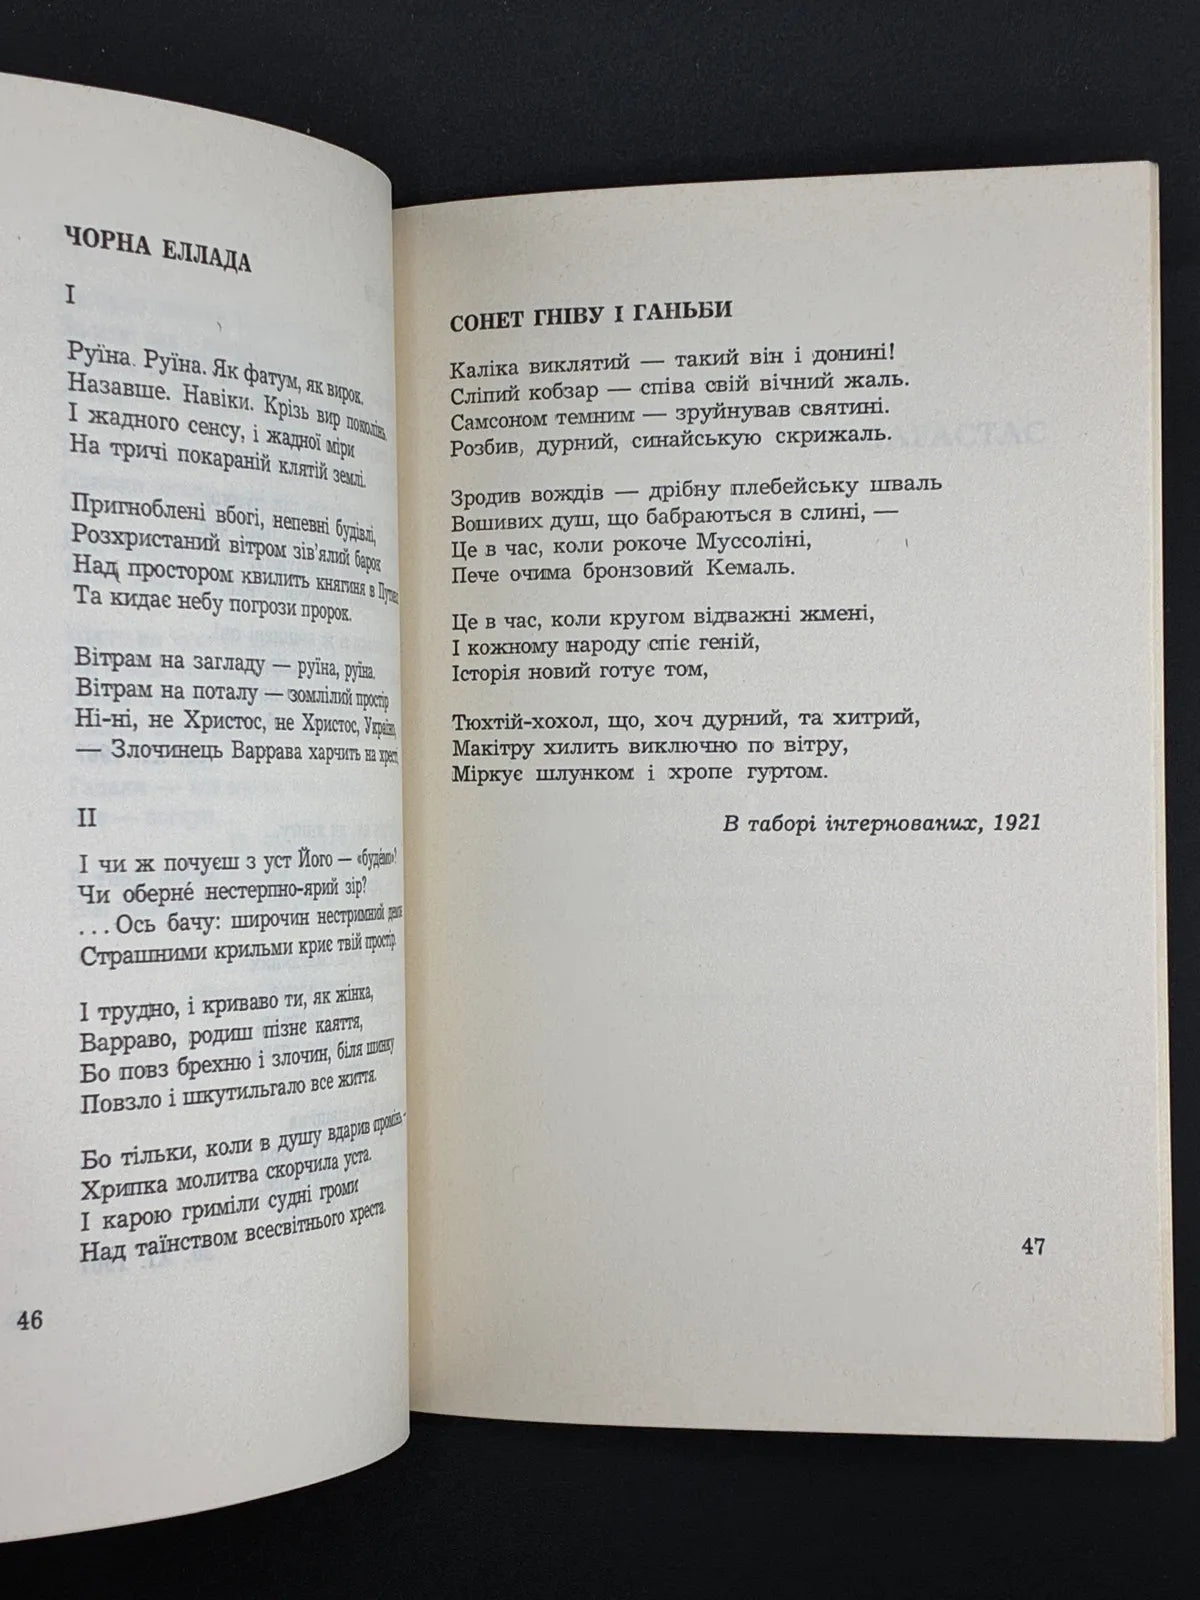 ЧОРНА ЕЛЛАДА
I
Руїна. Руїна. Як фатум, як вирок.
Назавше. Навіки. Крізь вир поколінь
І жадного сенсу, і жадної міри
На тричі покараній клятій землі.
Пригноблені вбогі, непевні будівлі,
Розхристаний вітром зів'ялий барок
Над простором квилить княгиня в
Та кидає небу погрози пророк.
Вітрам на загладу — руїна, руїна.
Вітрам на поталу — зомлілий простір
Ні-ні, не Христос, не Христос, Україно,
— Злочинець Варрава харчить на хресті,
II
І чи ж почуєш з уст Його — «буде́мо»?
Чи оберне́ нестерпно-ярий зір?
...Ось бачу: широчин нестримний
Страшними крильми криє твій простір.
І трудно, і криваво ти, як жінка,
Варраво, родиш пізнє каяття,
Бо повз брехню і злочин, біля шинку
Повзло і шкутильгало все життя.
Бо тільки, коли в душу вдарив промінь —
Хрипка молитва скорчила уста.
І карою гриміли судні громи
Над таїнством всесвітнього хреста.
46
СОНЕТ ГНІВУ І ГАНЬБИ
Каліка виклятий — такий він і донині!
Сліпий кобзар — співа свій вічний жаль.
Самсоном темним — зруйнував святині.
Розбив, дурний, синайськую скрижаль.
Зродив вождів — дрібну плебейську шваль
Вошивих душ, що бабраються в слині, —
Це в час, коли рокоче Муссоліні,
Пече очима бронзовий Кемаль.
Це в час, коли кругом відважні жмені,
І кожному народу спіє геній,
Історія новий готує том,
Тюхтій-хохол, що, хоч дурний, та хитрий,
Макітру хилить виключно по вітру,
Міркує шлунком і хропе гуртом.
В таборі інтернованих, 1921
47